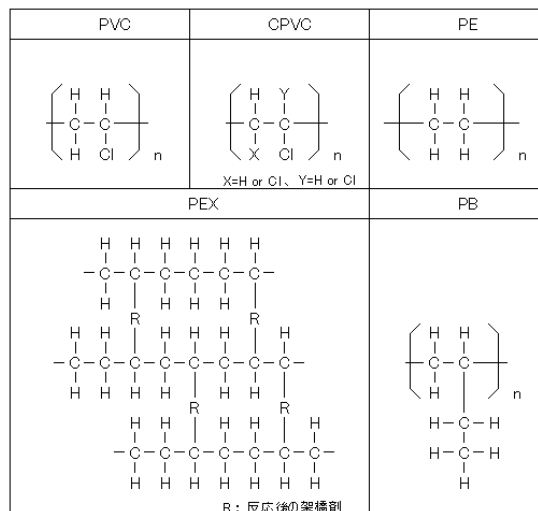 PVC CPVC PE
H H H Y H H
C C C C C C
H Cl n X Cl n H H n
X=H or Cl、Y=H or Cl
PEX PB
H H H H H H
C C C C C C
H H H H
R R
H H H H H H H H
C C C C C C C C
H H H H H H
R R
H H H H H
C C C C C C C
H H H H H H H
H H
C C
H n
H C H
H C H
H
R：反応後の架橋剤